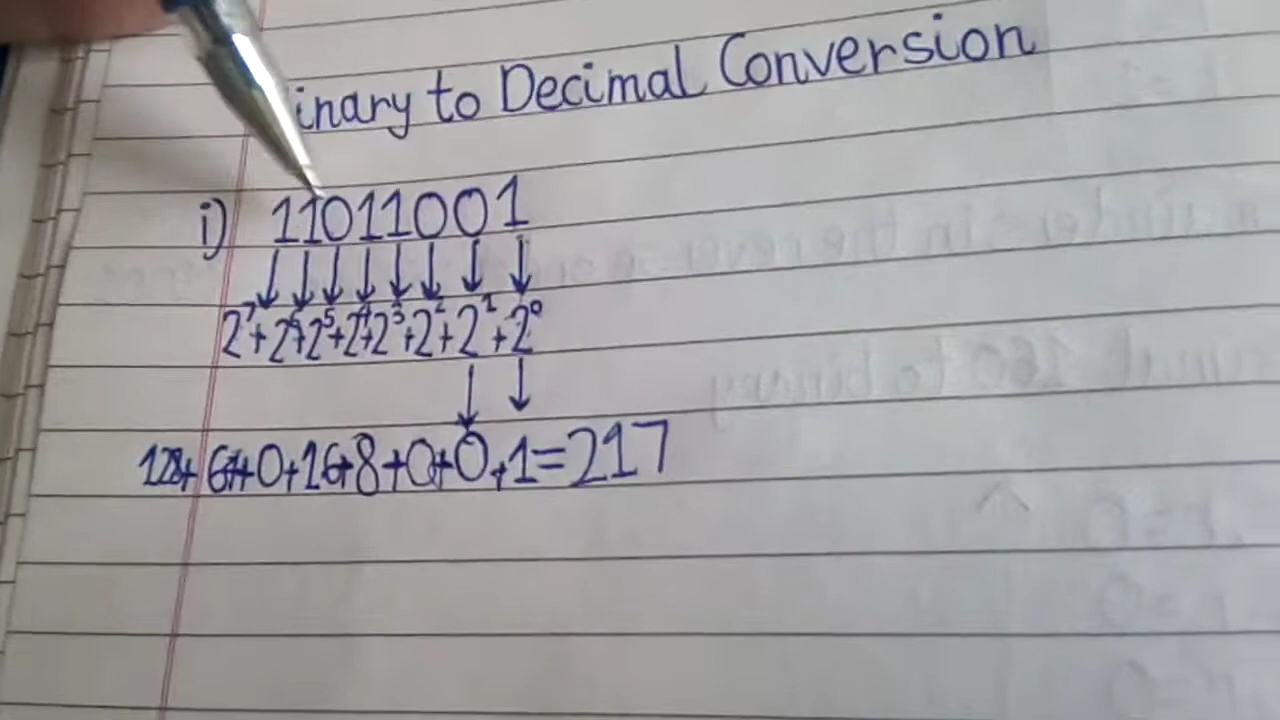 inary to Decimal Conversion
i) 11011001
2⁷+2⁶+2⁵+2⁴+2³+2²+2¹+2⁰
128+64+0+16+8+0+0+1=217